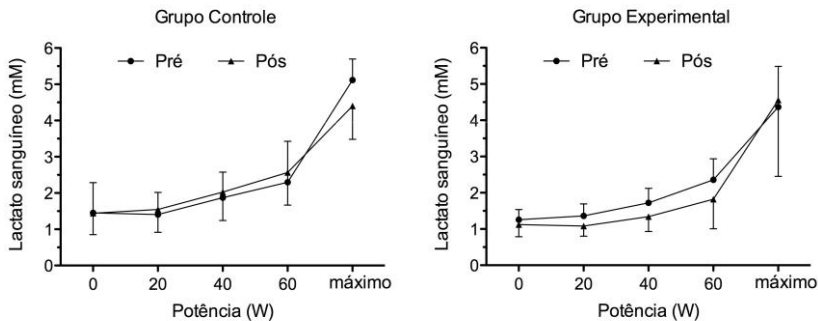 Grupo Controle
Pré
Pós
Lactato sanguíneo (mM)
6
5
4
3
2
1
0
0
20
40
60
máximo
Potência (W)
Grupo Experimental
Pré
Pós
Lactato sanguíneo (mM)
6
5
4
3
2
1
0
0
20
40
60
máximo
Potência (W)